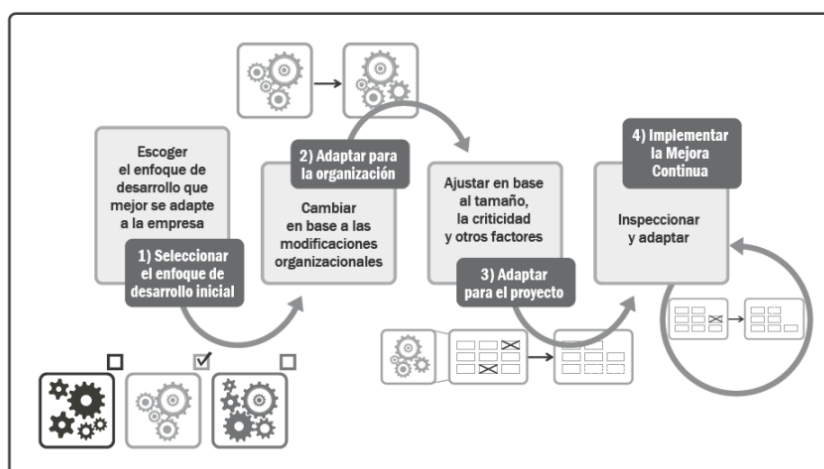 Escoger
el enfoque de
desarrollo que
mejor se adapte
a la empresa
1) Seleccionar
el enfoque de
desarrollo inicial
2) Adaptar para
la organización
Cambiar
en base a las
modificaciones
organizacionales
Ajustar en base
al tamaño,
la criticidad
y otros factores
3) Adaptar
para el proyecto
4) Implementar
la Mejora
Continua
Inspeccionar
y adaptar